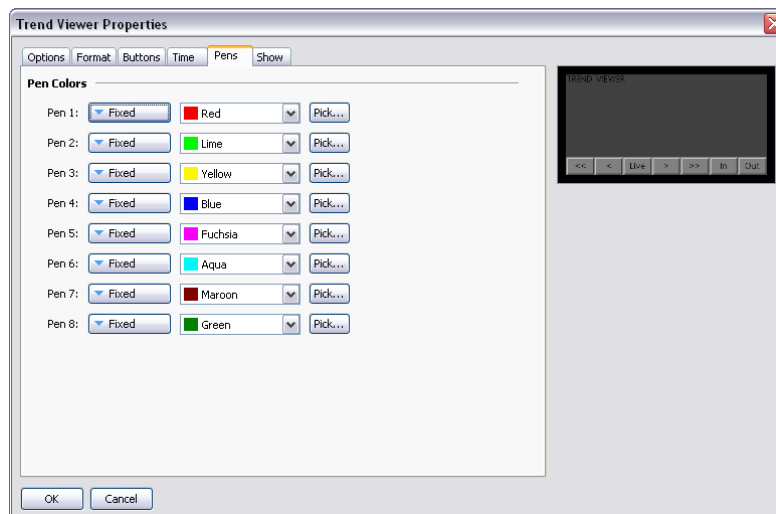 Trend Viewer Properties
Options Format Buttons Time Pens Show
Pen Colors
Pen 1: Fixed Red Pick...
Pen 2: Fixed Lime Pick...
Pen 3: Fixed Yellow Pick...
Pen 4: Fixed Blue Pick...
Pen 5: Fixed Fuchsia Pick...
Pen 6: Fixed Aqua Pick...
Pen 7: Fixed Maroon Pick...
Pen 8: Fixed Green Pick...
TREND VIEWER
<< < Live > >> In Out
OK Cancel